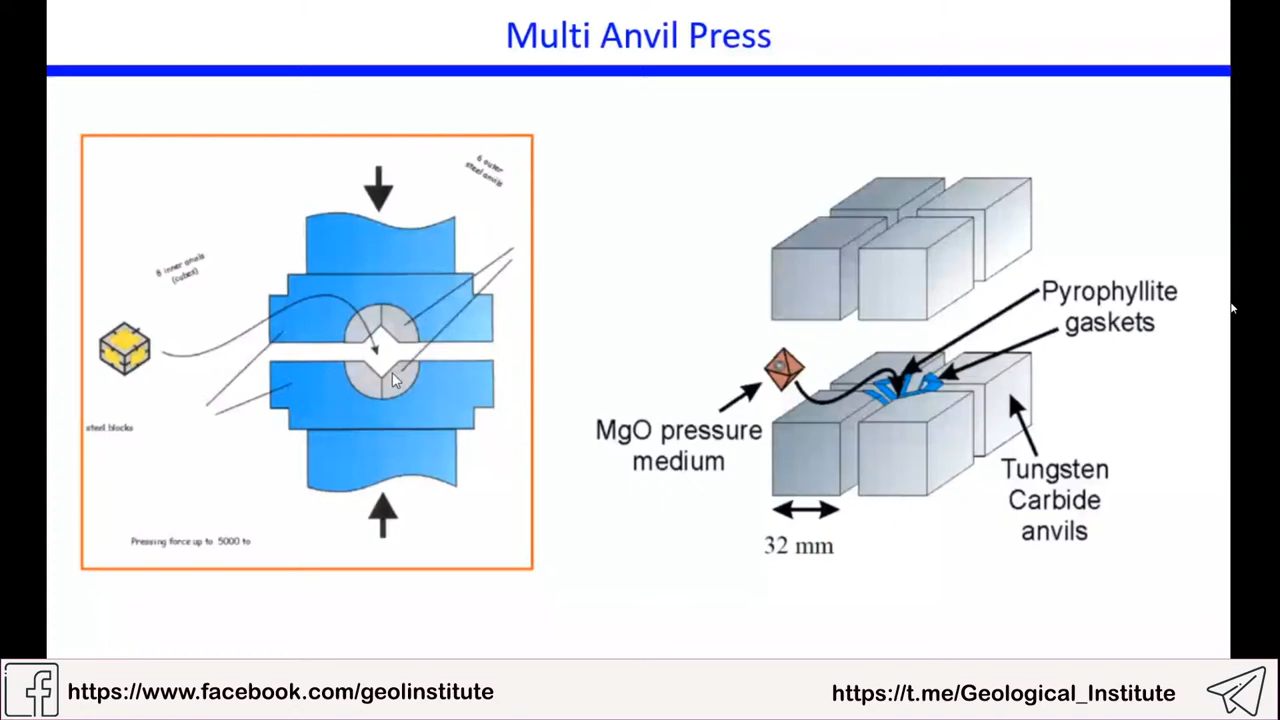 Multi Anvil Press
6 outer
steel anvils
8 inner anvils
(cubes)
steel blocks
Pressing force up to 5000 to
Pyrophyllite
gaskets
MgO pressure
medium
Tungsten
Carbide
anvils
32 mm
https://www.facebook.com/geolinstitute
https://t.me/Geological_Institute